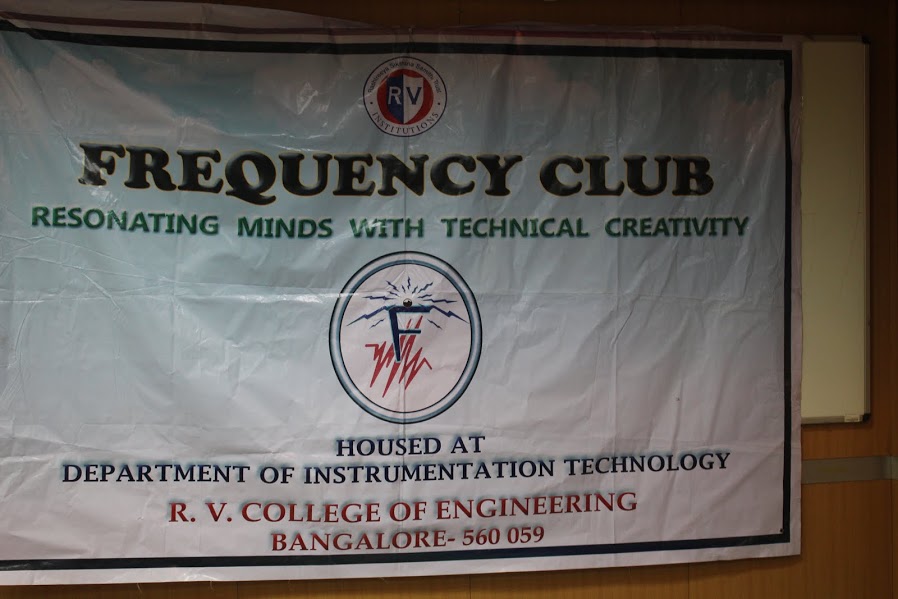 RV
INSTITUTIONS
FREQUENCY CLUB
RESONATING MINDS WITH TECHNICAL CREATIVITY
F
HOUSED AT
DEPARTMENT OF INSTRUMENTATION TECHNOLOGY
R. V. COLLEGE OF ENGINEERING
BANGALORE- 560 059